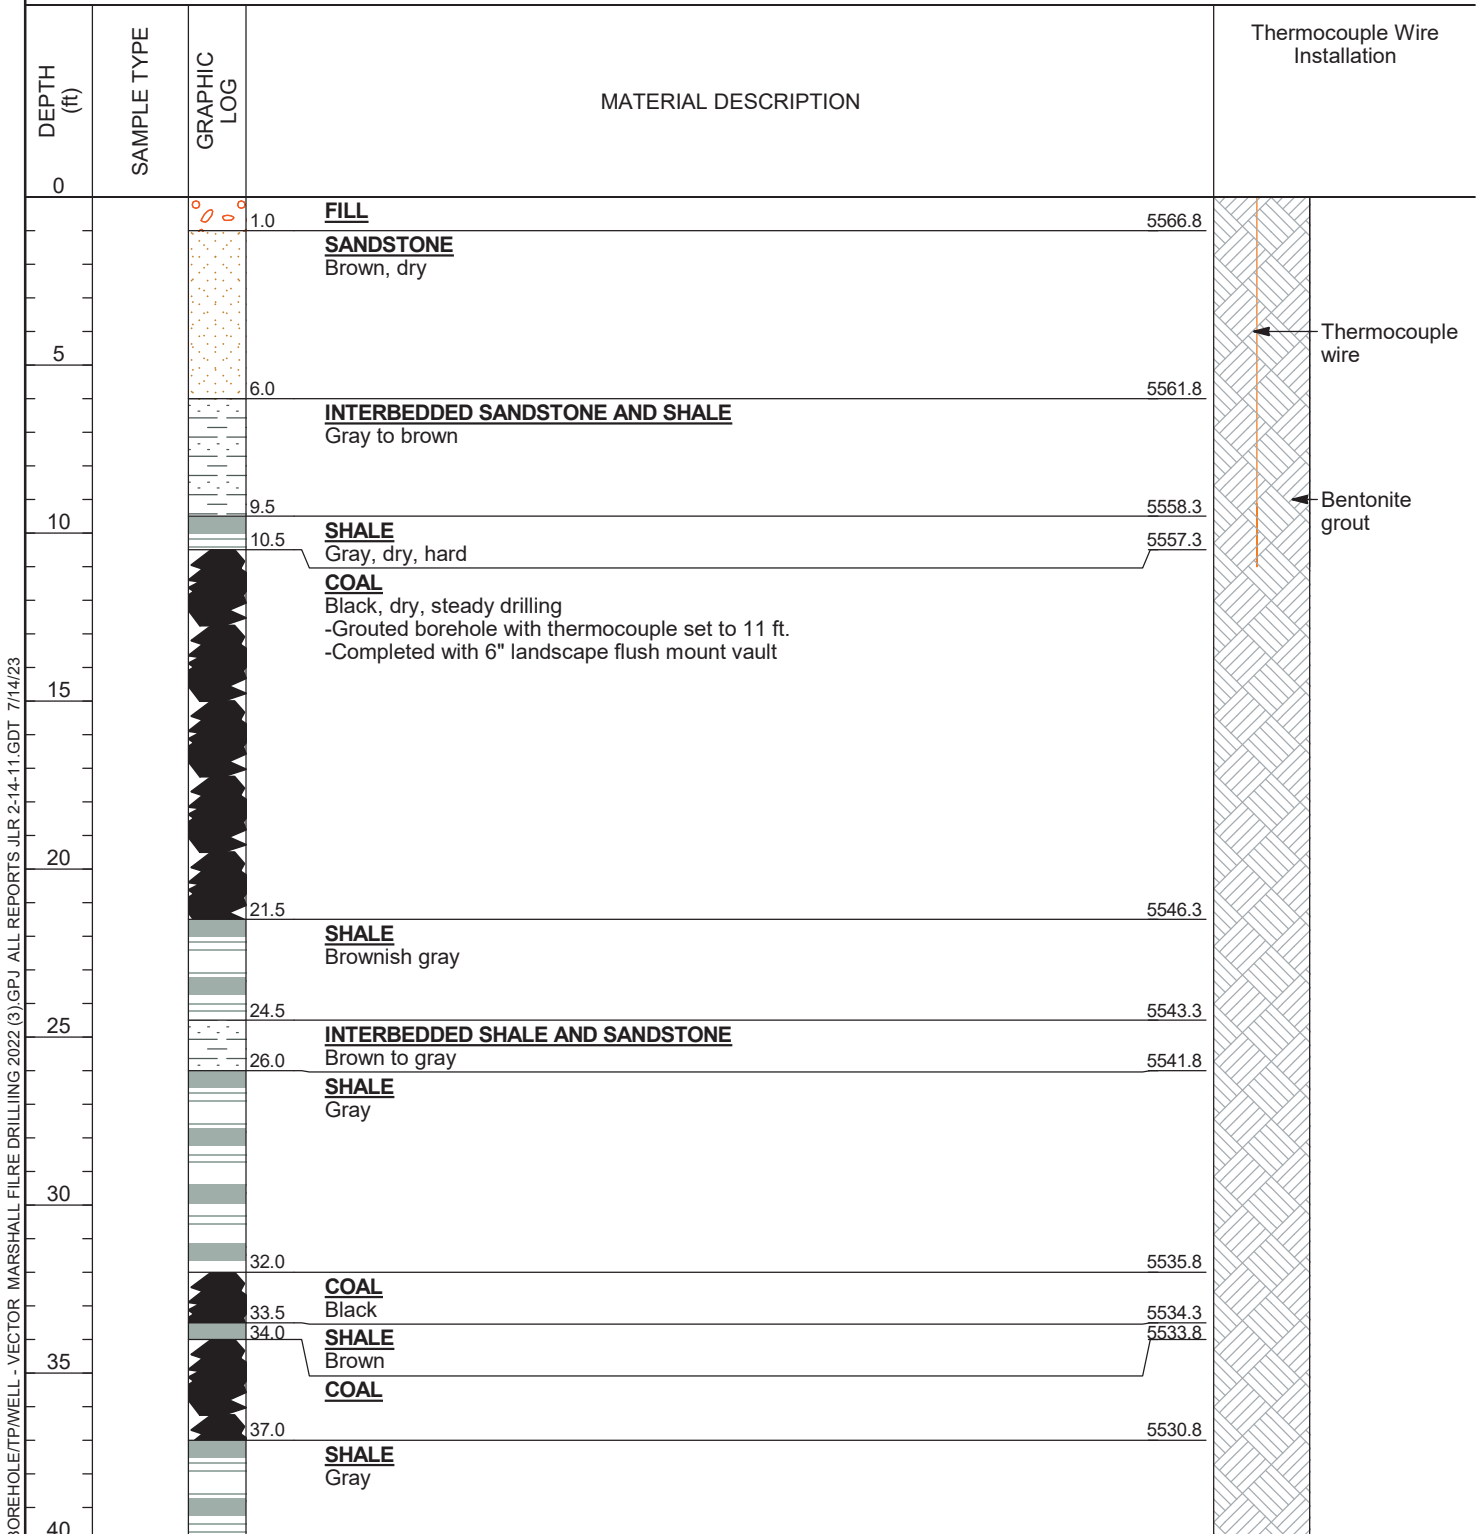 DEPTH
(ft)
SAMPLE TYPE
GRAPHIC
LOG
MATERIAL DESCRIPTION
Thermocouple Wire
Installation
0
1.0 FILL 5566.8
SANDSTONE
Brown, dry
Thermocouple
wire
5
6.0 5561.8
INTERBEDDED SANDSTONE AND SHALE
Gray to brown
9.5 5558.3
Bentonite
grout
10
SHALE
10.5 5557.3
Gray, dry, hard
COAL
Black, dry, steady drilling
-Grouted borehole with thermocouple set to 11 ft.
-Completed with 6" landscape flush mount vault
15
20
21.5 5546.3
SHALE
Brownish gray
24.5 5543.3
25
INTERBEDDED SHALE AND SANDSTONE
26.0 Brown to gray 5541.8
SHALE
Gray
30
32.0 5535.8
COAL
Black
33.5 5534.3
34.0 5533.8
SHALE
Brown
35
COAL
37.0 5530.8
SHALE
Gray
40
BOREHOLE/TP/WELL - VECTOR MARSHALL FILRE DRILLIING 2022 (3).GPJ ALL REPORTS JLR 2-14-11.GDT 7/14/23